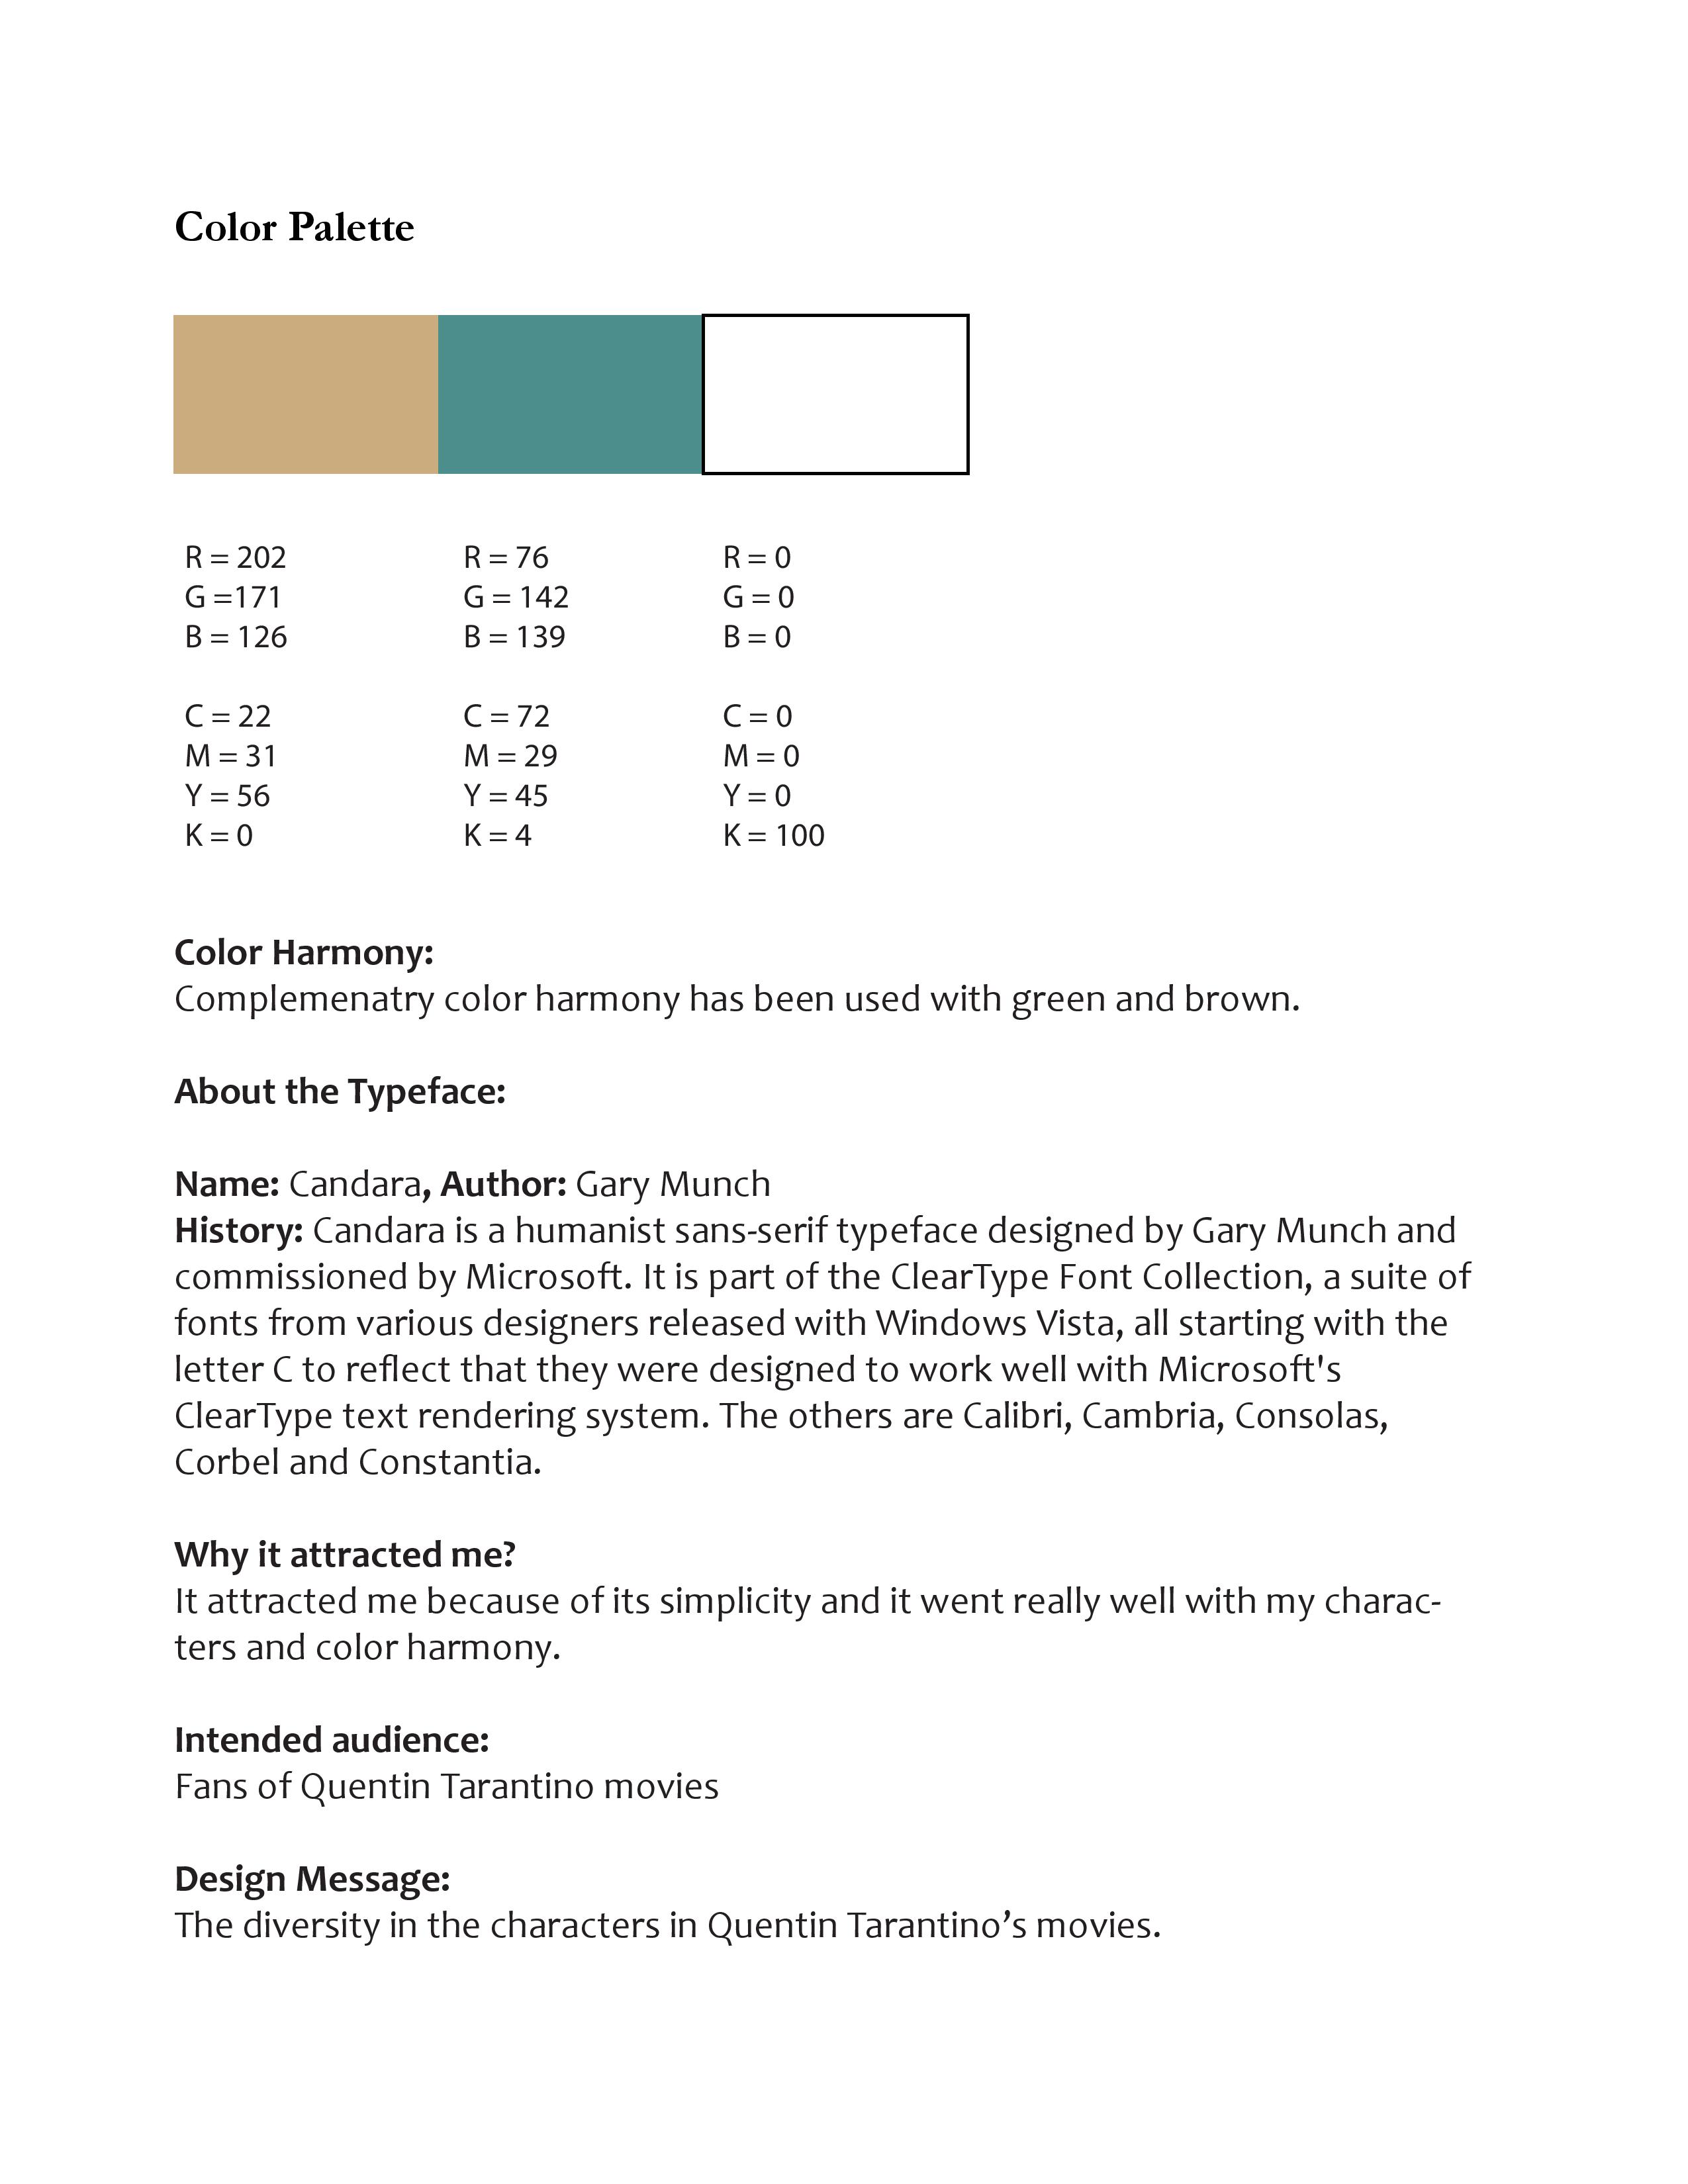 Color Palette
R = 202
G =171
B = 126
C = 22
M = 31
Y = 56
K = 0
R = 76
G = 142
B = 139
C = 72
M = 29
Y = 45
K = 4
R = 0
G = 0
B = 0
C = 0
M = 0
Y = 0
K = 100
Color Harmony:
Complemenatry color harmony has been used with green and brown.
About the Typeface:
Name: Candara, Author: Gary Munch
History: Candara is a humanist sans-serif typeface designed by Gary Munch and
commissioned by Microsoft. It is part of the ClearType Font Collection, a suite of
fonts from various designers released with Windows Vista, all starting with the
letter C to reflect that they were designed to work well with Microsoft's
ClearType text rendering system. The others are Calibri, Cambria, Consolas,
Corbel and Constantia.
Why it attracted me?
It attracted me because of its simplicity and it went really well with my charac-
ters and color harmony.
Intended audience:
Fans of Quentin Tarantino movies
Design Message:
The diversity in the characters in Quentin Tarantino’s movies.